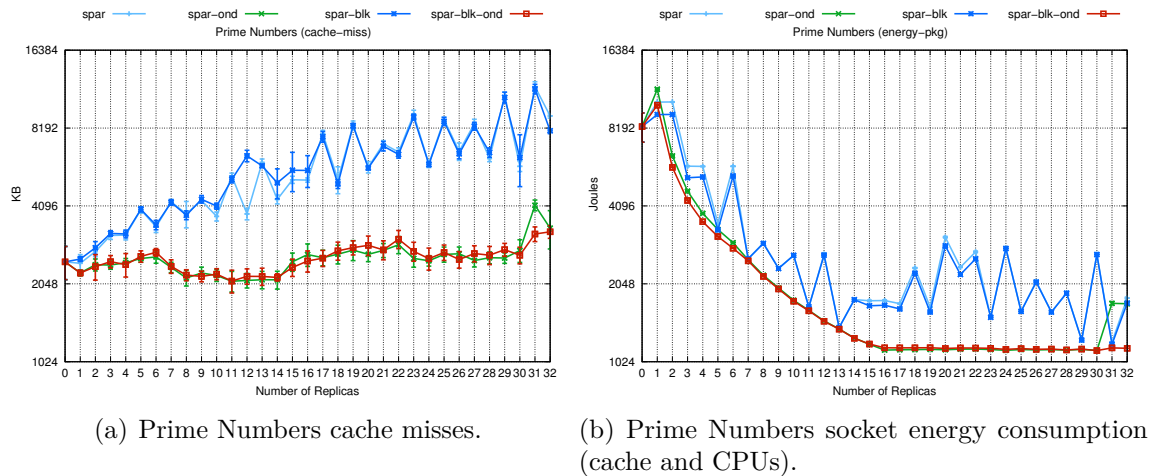 spar spar-ond spar-blk spar-blk-ond
Prime Numbers (cache-miss)
16384
8192
4096
2048
1024
KB
0 1 2 3 4 5 6 7 8 9 10 11 12 13 14 15 16 17 18 19 20 21 22 23 24 25 26 27 28 29 30 31 32
Number of Replicas
(a) Prime Numbers cache misses.
spar spar-ond spar-blk spar-blk-ond
Prime Numbers (energy-pkg)
16384
8192
4096
2048
1024
Joules
0 1 2 3 4 5 6 7 8 9 10 11 12 13 14 15 16 17 18 19 20 21 22 23 24 25 26 27 28 29 30 31 32
Number of Replicas
(b) Prime Numbers socket energy consumption
(cache and CPUs).